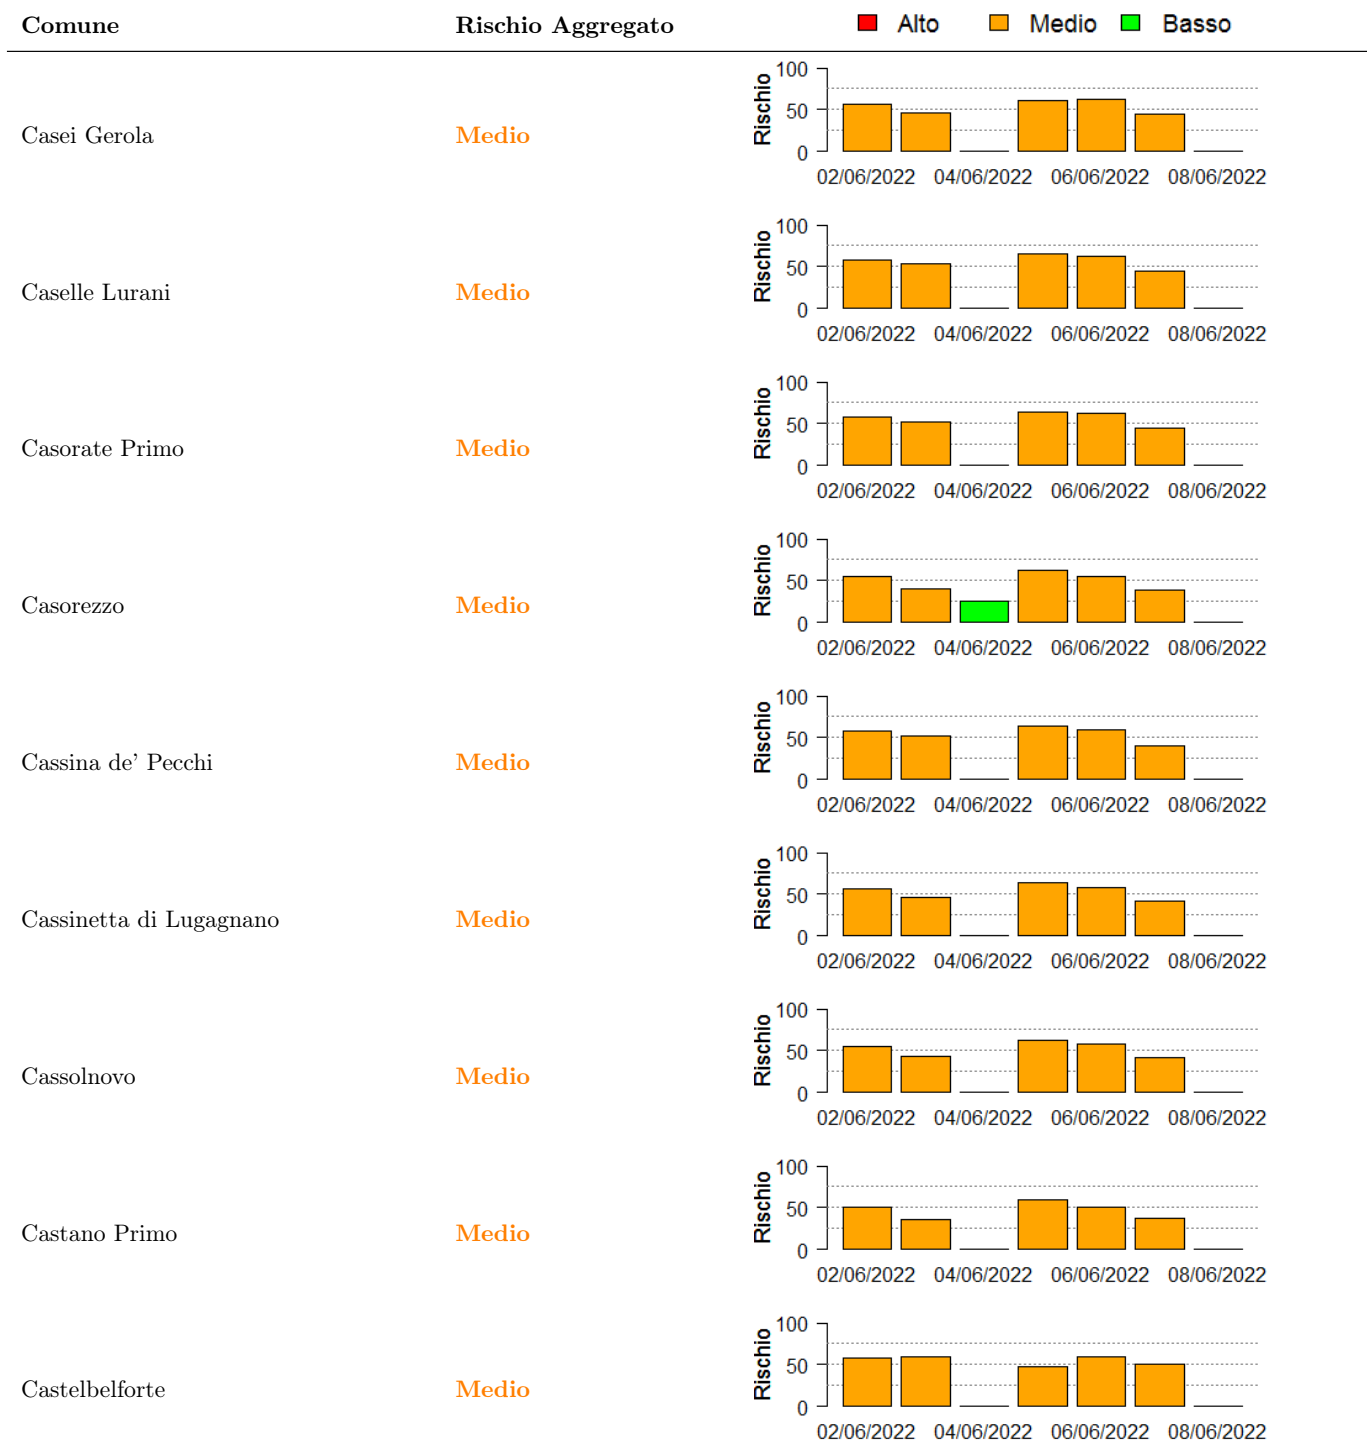 Comune Rischio Aggregato Alto Medio Basso
Casei Gerola Medio
Rischio
100
50
0
02/06/2022 04/06/2022 06/06/2022 08/06/2022
Caselle Lurani Medio
Rischio
100
50
0
02/06/2022 04/06/2022 06/06/2022 08/06/2022
Casorate Primo Medio
Rischio
100
50
0
02/06/2022 04/06/2022 06/06/2022 08/06/2022
Casorezzo Medio
Rischio
100
50
0
02/06/2022 04/06/2022 06/06/2022 08/06/2022
Cassina de' Pecchi Medio
Rischio
100
50
0
02/06/2022 04/06/2022 06/06/2022 08/06/2022
Cassinetta di Lugagnano Medio
Rischio
100
50
0
02/06/2022 04/06/2022 06/06/2022 08/06/2022
Cassolnovo Medio
Rischio
100
50
0
02/06/2022 04/06/2022 06/06/2022 08/06/2022
Castano Primo Medio
Rischio
100
50
0
02/06/2022 04/06/2022 06/06/2022 08/06/2022
Castelbelforte Medio
Rischio
100
50
0
02/06/2022 04/06/2022 06/06/2022 08/06/2022